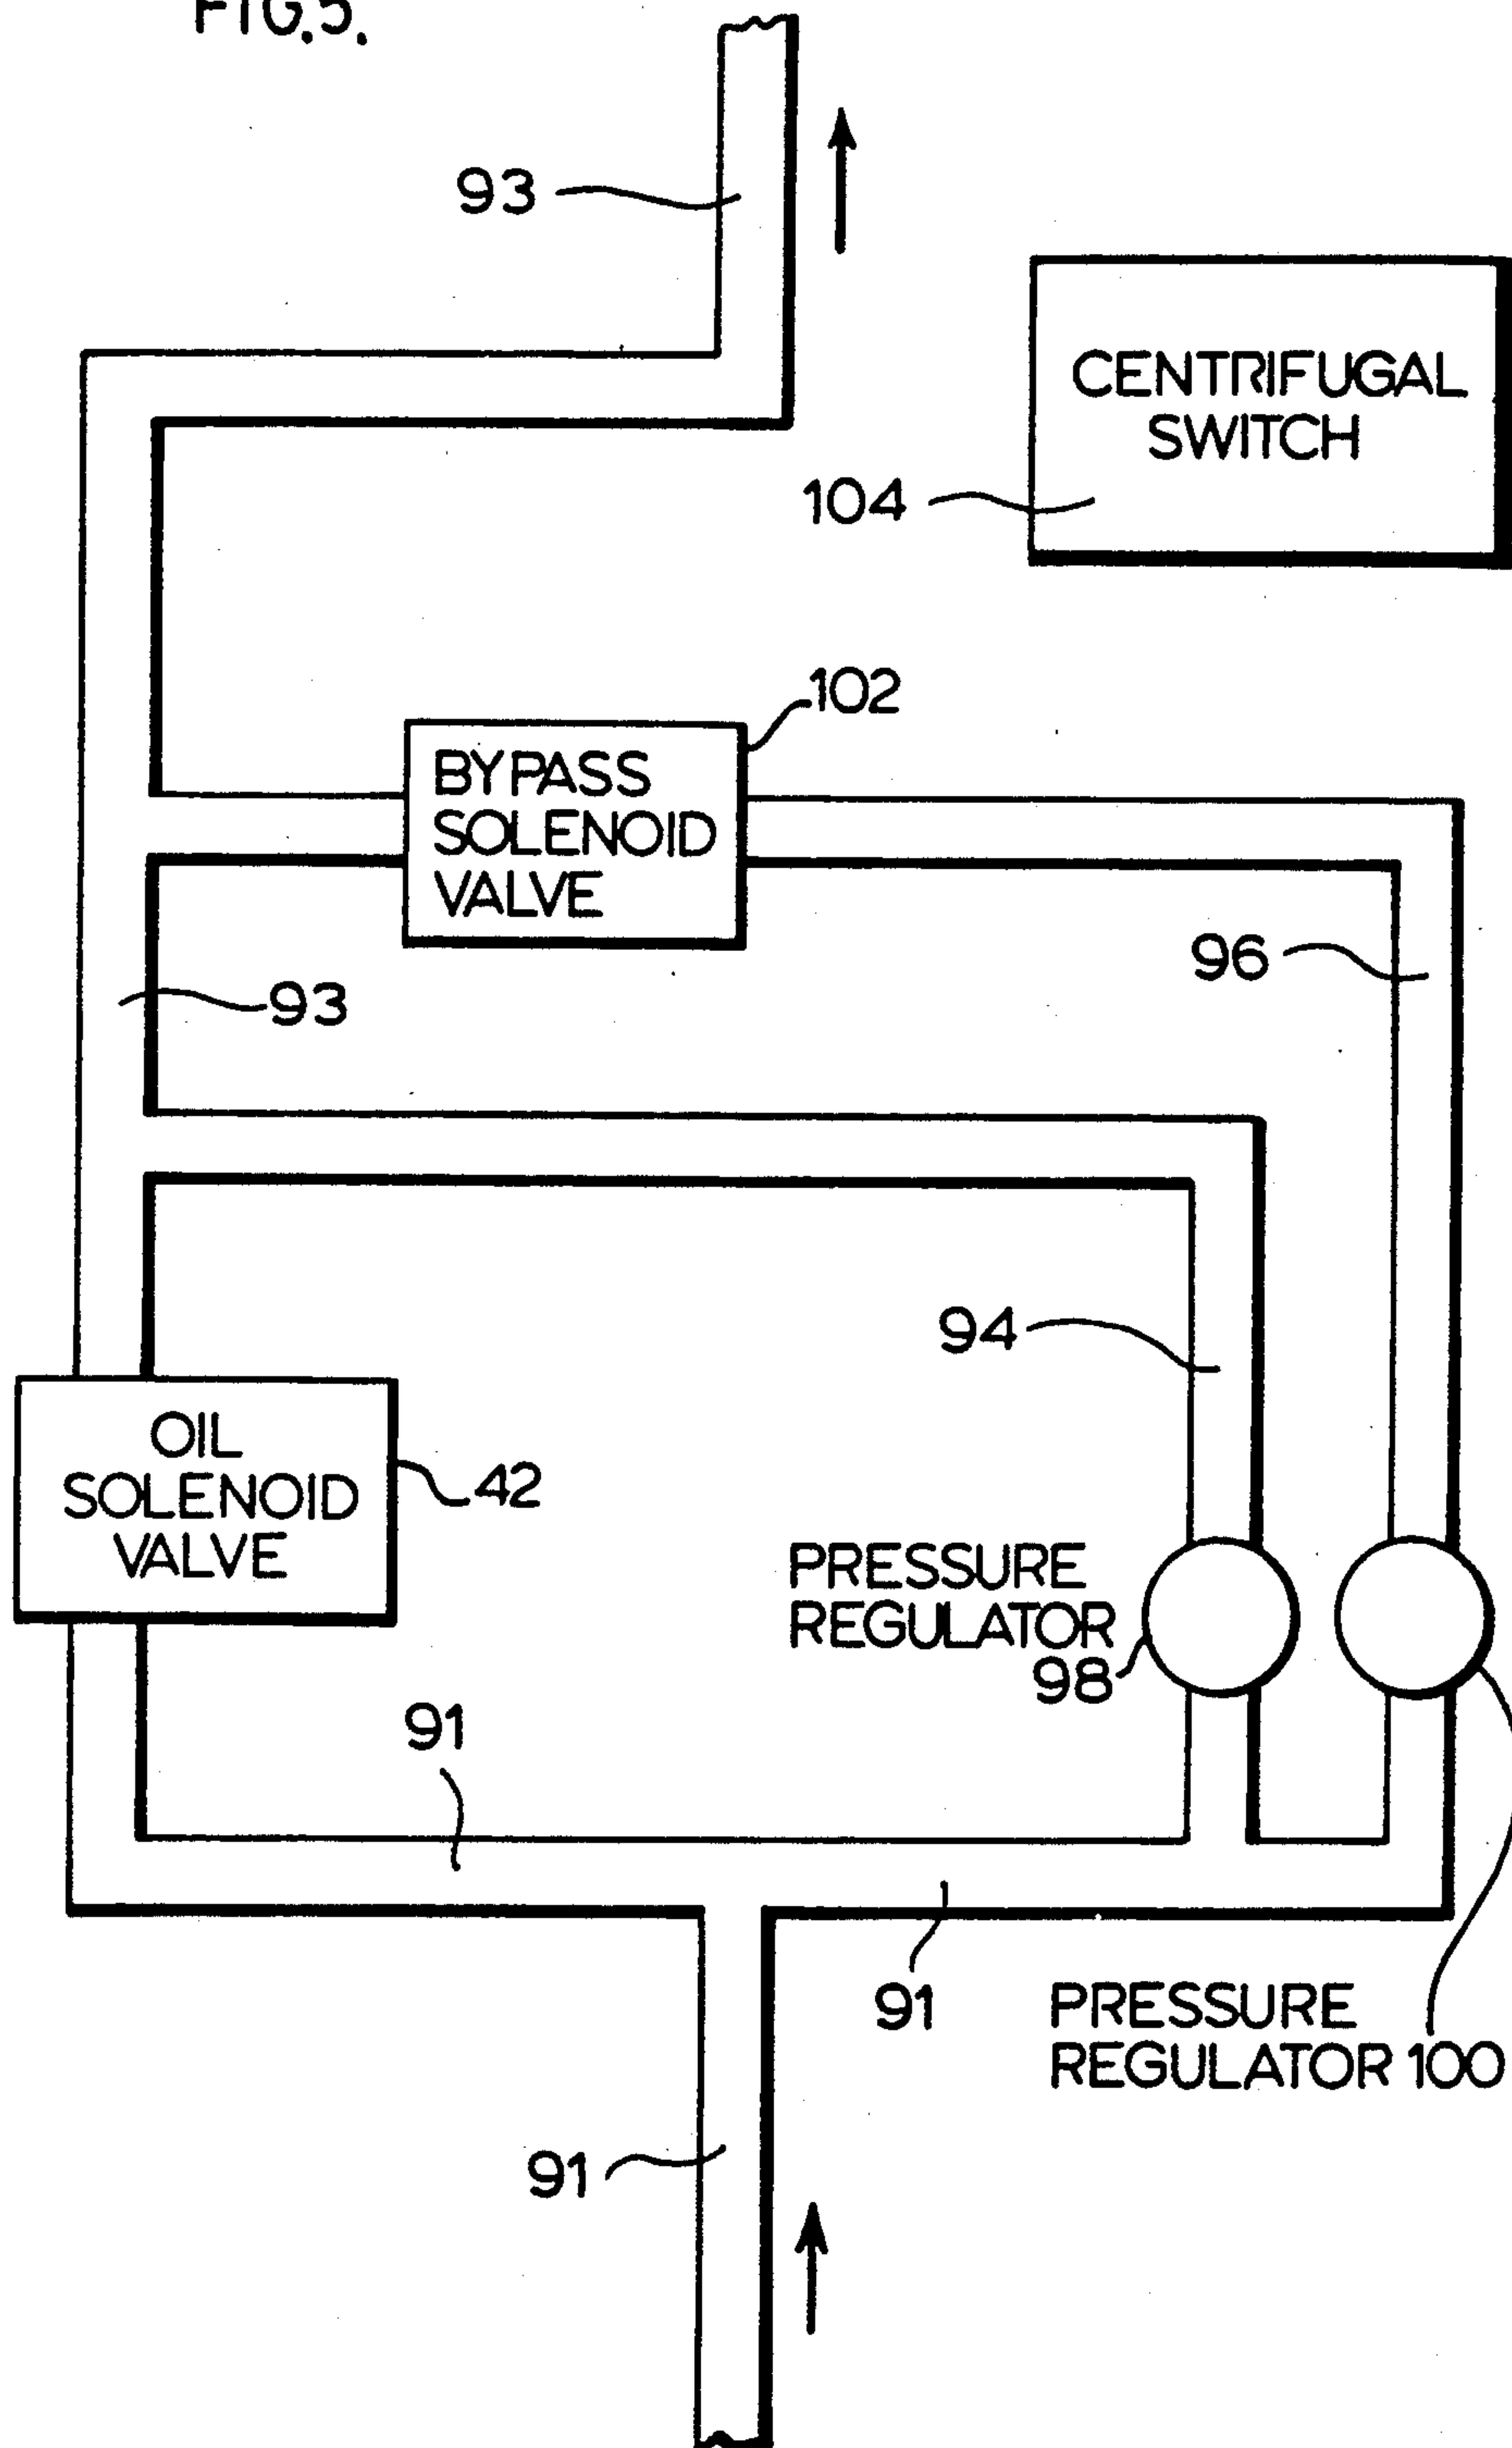 FIG.5.
93
CENTRIFUGAL
SWITCH
104
102
BYPASS
SOLENOID
VALVE
96
93
94
OIL
SOLENOID
VALVE
42
PRESSURE
REGULATOR
98
91
91
PRESSURE
REGULATOR 100
91